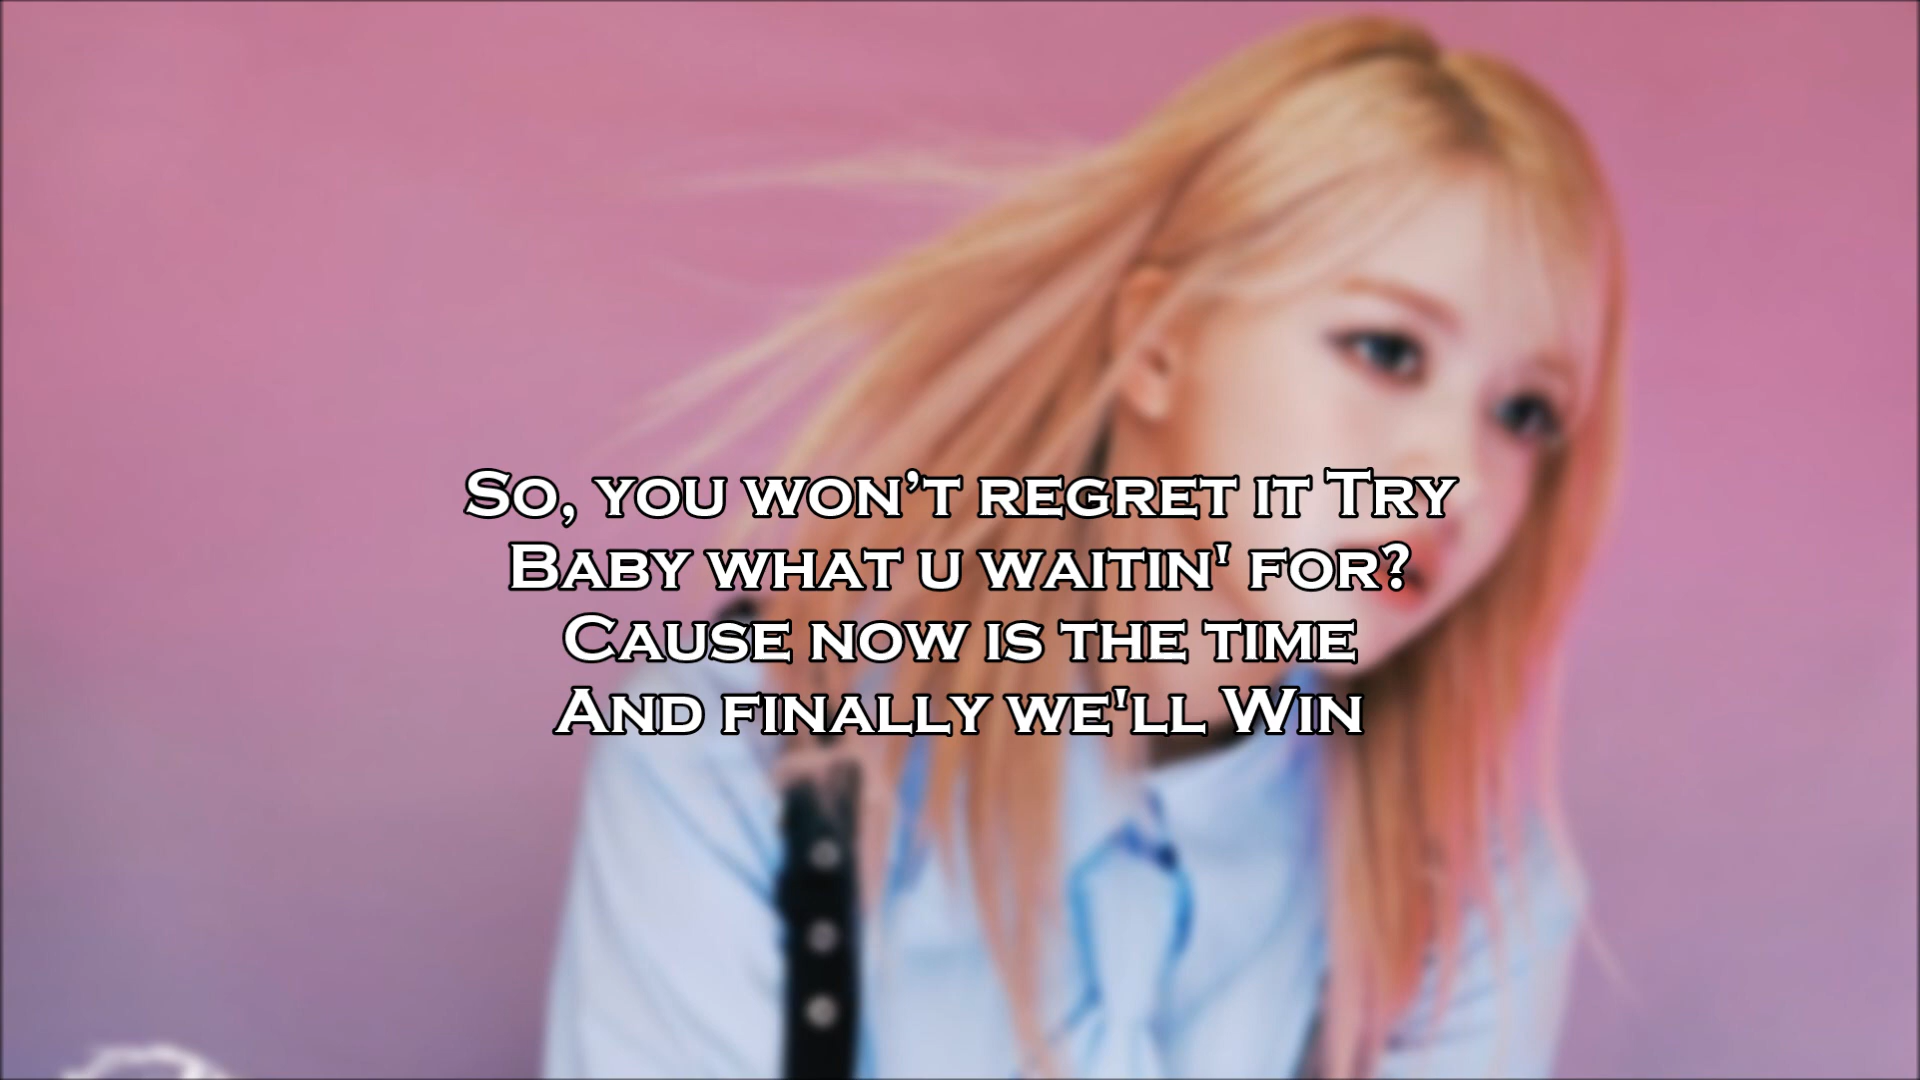 So, you won’t regret it Try
Baby what u waitin' for?
Cause now is the time
And finally we'll Win